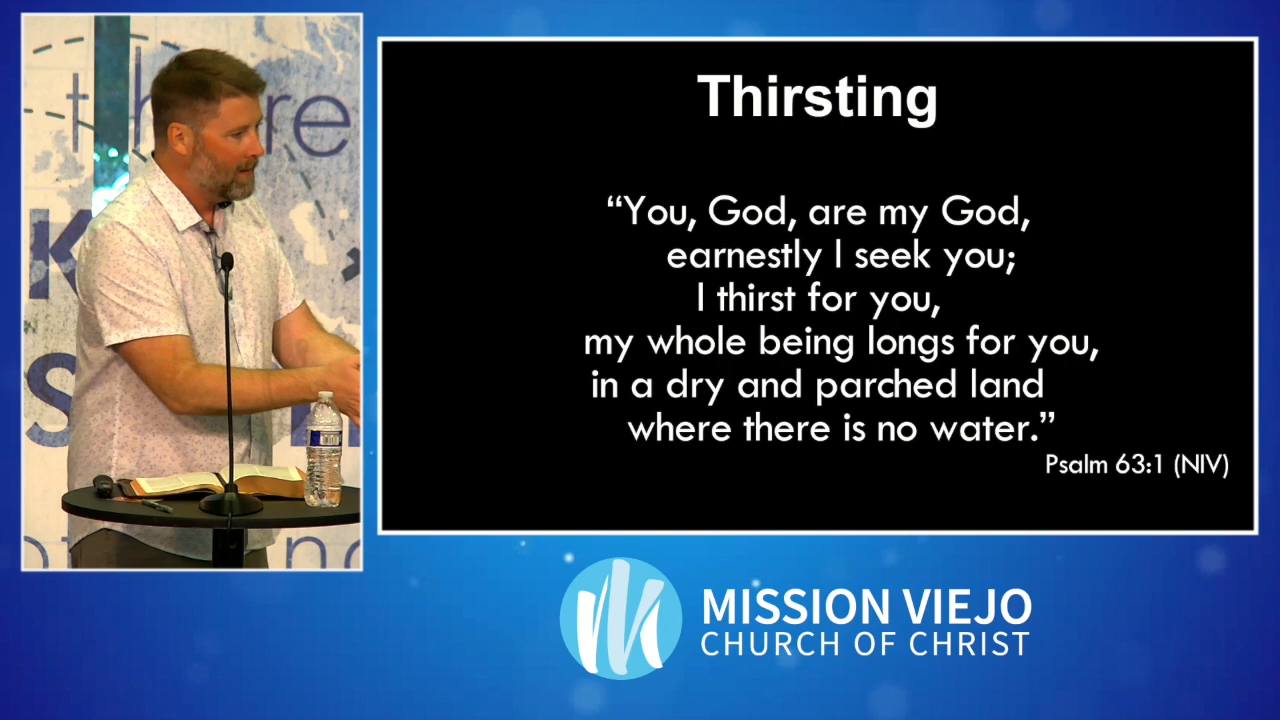 there
K
S
Thirsting
“You, God, are my God,
earnestly I seek you;
I thirst for you,
my whole being longs for you,
in a dry and parched land
where there is no water.”
Psalm 63:1 (NIV)
MISSION VIEJO
CHURCH OF CHRIST